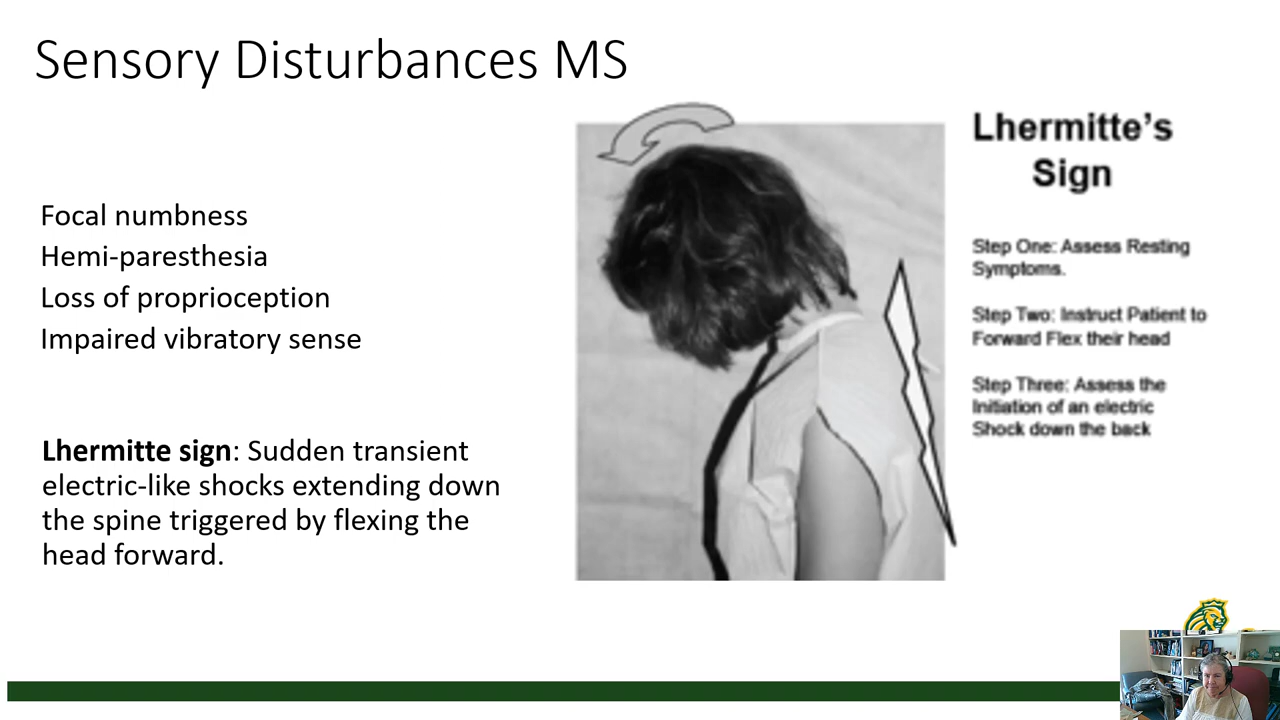 Sensory Disturbances MS
Focal numbness
Hemi-paresthesia
Loss of proprioception
Impaired vibratory sense
Lhermitte sign: Sudden transient
electric-like shocks extending down
the spine triggered by flexing the
head forward.
Lhermitte's
Sign
Step One: Assess Resting
Symptoms.
Step Two: Instruct Patient to
Forward Flex their head
Step Three: Assess the
Initiation of an electric
Shock down the back